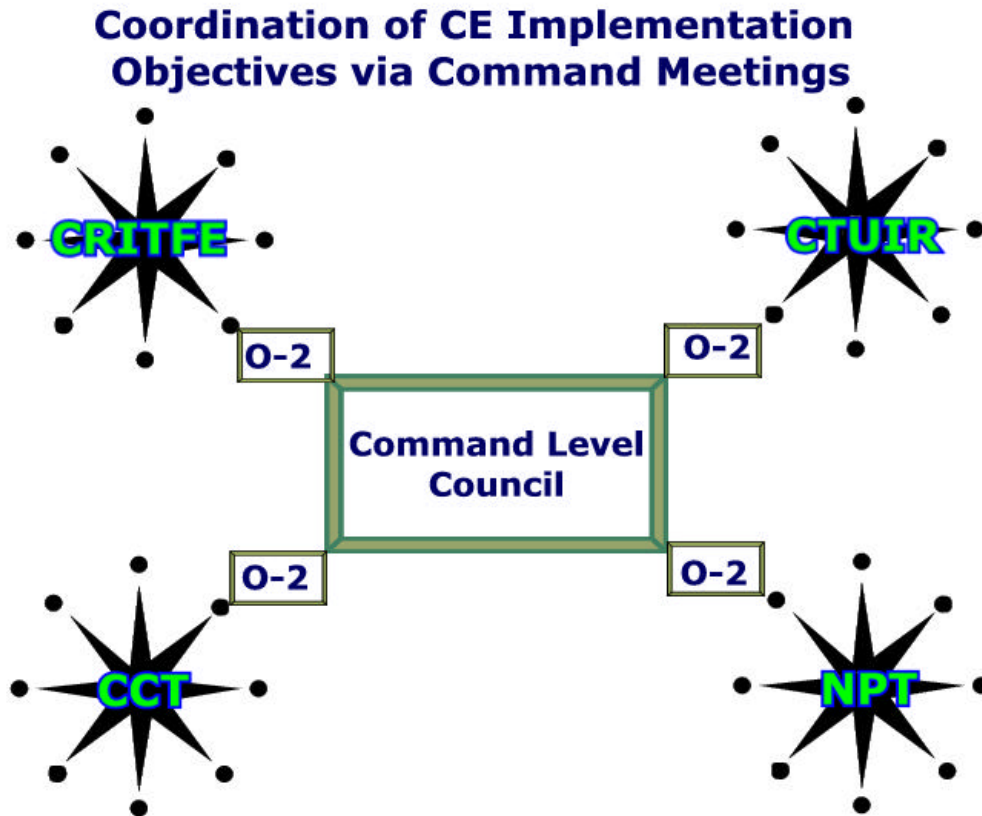 Coordination of CE Implementation
Objectives via Command Meetings
CRITFE
CTUIR
O-2
O-2
Command Level
Council
O-2
O-2
CCT
NPT